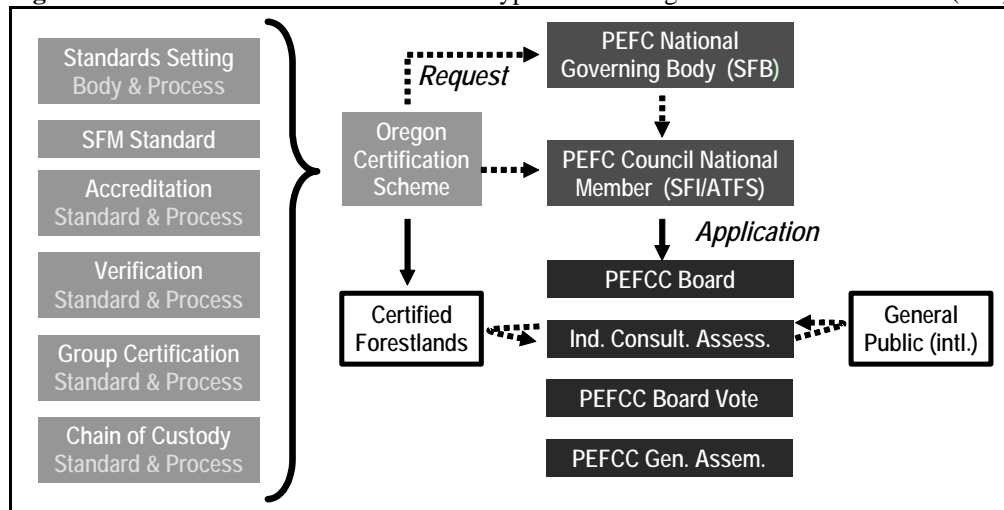 Standards Setting
Body & Process
SFM Standard
Accreditation
Standard & Process
Verification
Standard & Process
Group Certification
Standard & Process
Chain of Custody
Standard & Process
Oregon
Certification
Scheme
Request
PEFC National
Governing Body (SFB)
PEFC Council National
Member (SFI/ATFS)
Application
PEFCC Board
Certified
Forestlands
Ind. Consult. Assess.
General
Public (intl.)
PEFCC Board Vote
PEFCC Gen. Assem.